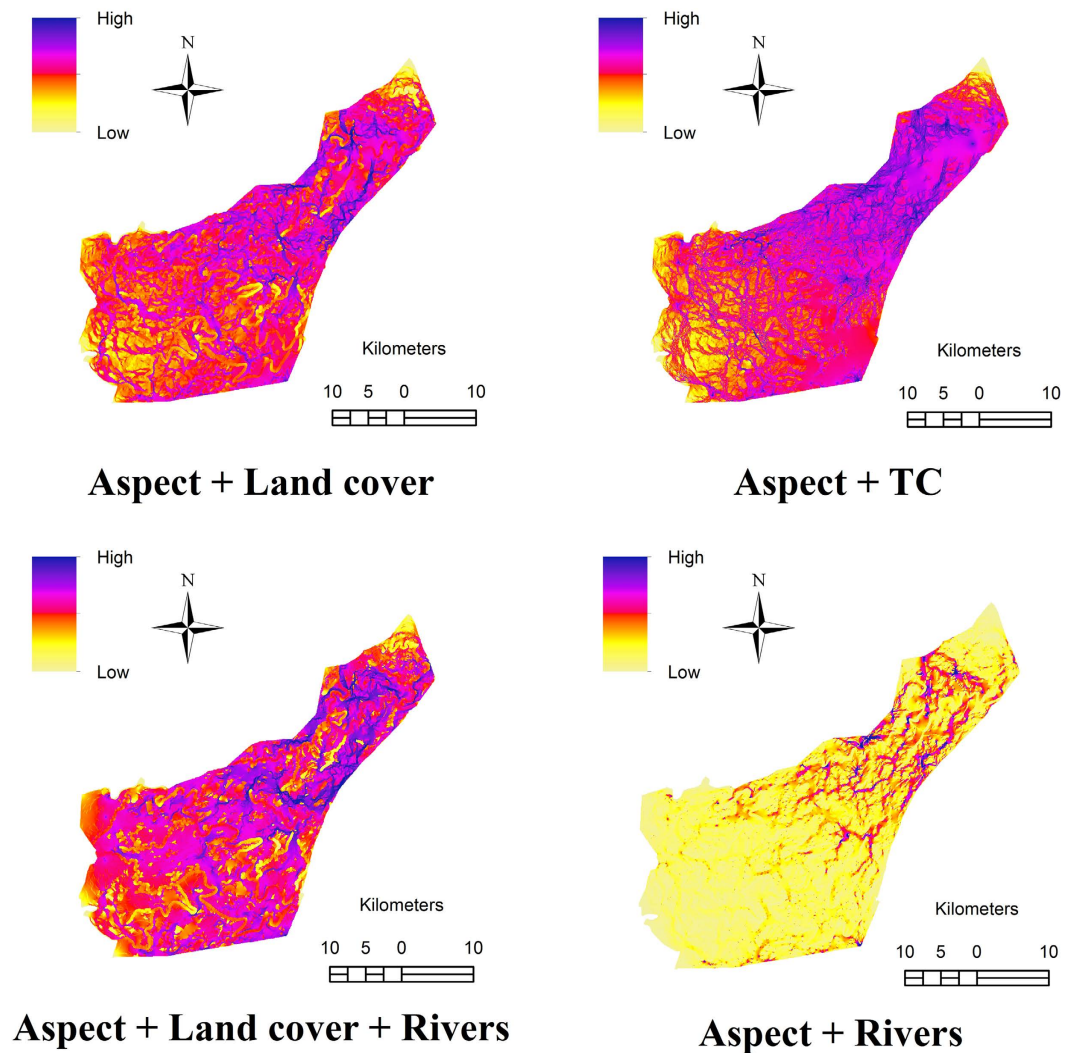 High
N
Low
Kilometers
10 5 0 10
Aspect + Land cover
High
N
Low
Kilometers
10 5 0 10
Aspect + TC
High
N
Low
Kilometers
10 5 0 10
Aspect + Land cover + Rivers
High
N
Low
Kilometers
10 5 0 10
Aspect + Rivers